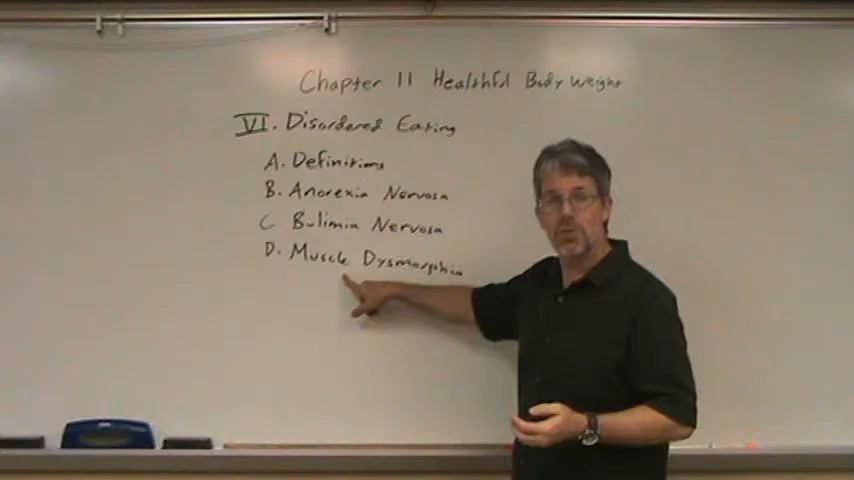 Chapter 11 Healthful Body Weight
VI. Disordered Eating
A. Definitions
B. Anorexia Nervosa
C Bulimia Nervosa
D. Muscle Dysmorphia